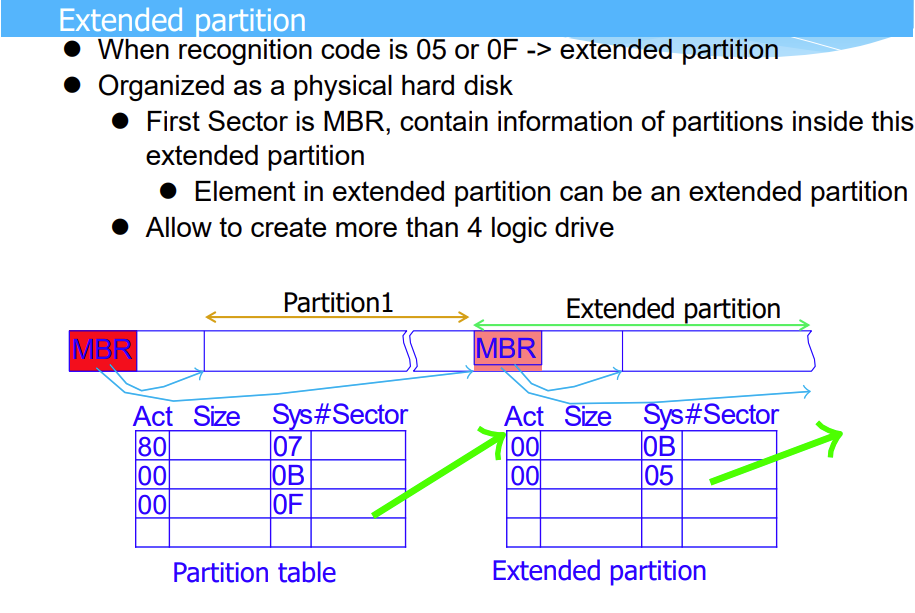 Extended partition
● When recognition code is 05 or 0F -> extended partition
● Organized as a physical hard disk
● First Sector is MBR, contain information of partitions inside this
extended partition
● Element in extended partition can be an extended partition
● Allow to create more than 4 logic drive
Partition1
Extended partition
MBR
MBR
Act Size Sys #Sector
80 07
00 0B
00 0F
Partition table
Act Size Sys #Sector
00 0B
00 05
Extended partition